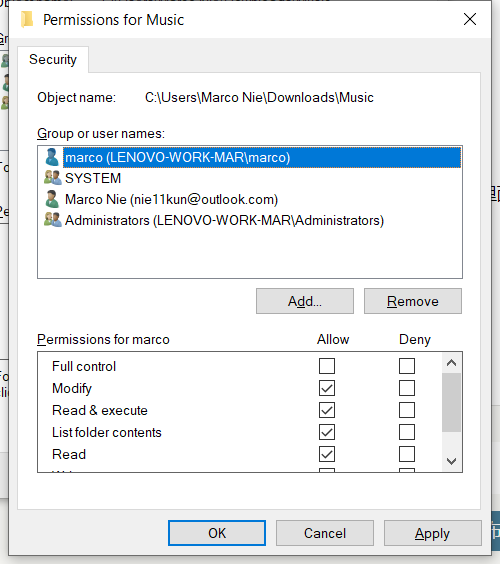 Permissions for Music
Security
Object name: C:\Users\Marco Nie\Downloads\Music
Group or user names:
marco (LENOVO-WORK-MAR\marco)
SYSTEM
Marco Nie (nie11kun@outlook.com)
Administrators (LENOVO-WORK-MAR\Administrators)
Add... Remove
Permissions for marco Allow Deny
Full control
Modify
Read & execute
List folder contents
Read
OK Cancel Apply